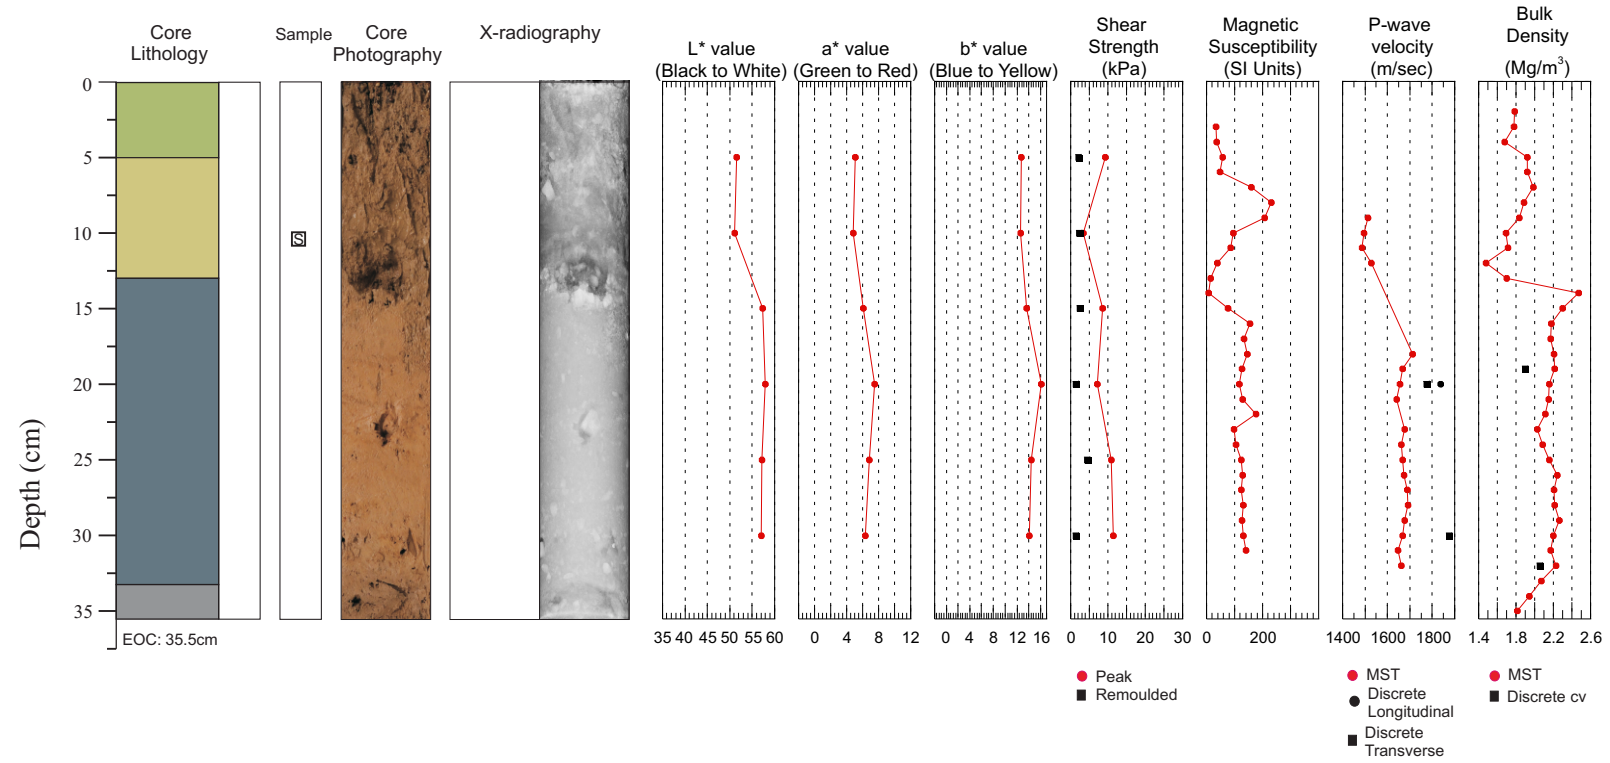 Core
Lithology
Sample
Core
Photography
X-radiography
L* value
(Black to White)
a* value
(Green to Red)
b* value
(Blue to Yellow)
Shear
Strength
(kPa)
Magnetic
Susceptibility
(SI Units)
P-wave
velocity
(m/sec)
Bulk
Density
(Mg/m³)
Depth (cm)
0
5
10
15
20
25
30
35
S
EOC: 35.5cm
35 40 45 50 55 60
0 4 8 12
0 4 8 12 16
0 10 20 30
0 200
1400 1600 1800
1.4 1.8 2.2 2.6
Peak
Remoulded
MST
Discrete
Longitudinal
Discrete
Transverse
MST
Discrete cv